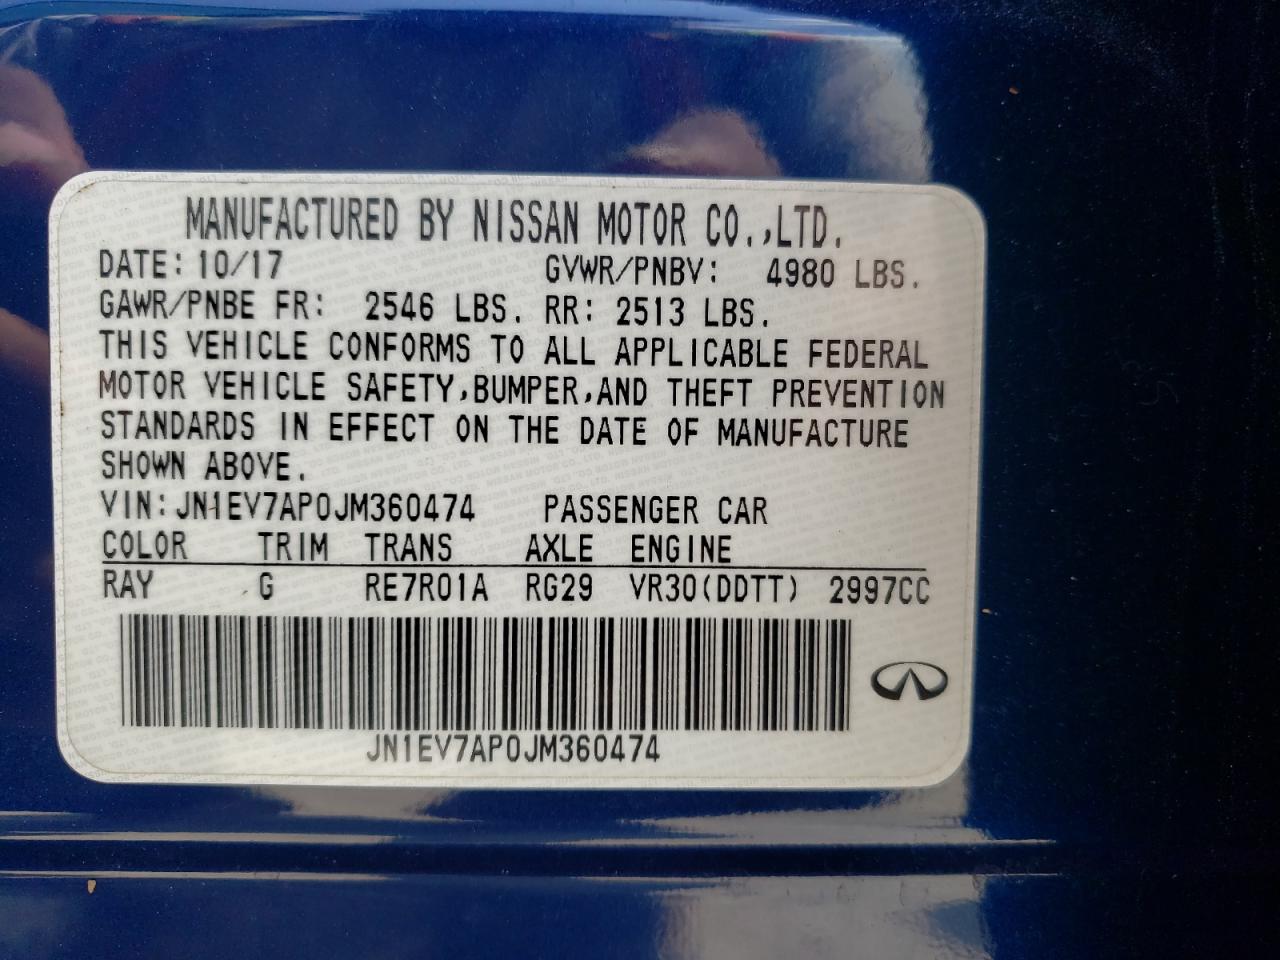 MANUFACTURED BY NISSAN MOTOR CO.,LTD.
DATE: 10/17 GVWR/PNBV: 4980 LBS.
GAWR/PNBE FR: 2546 LBS. RR: 2513 LBS.
THIS VEHICLE CONFORMS TO ALL APPLICABLE FEDERAL
MOTOR VEHICLE SAFETY,BUMPER,AND THEFT PREVENTION
STANDARDS IN EFFECT ON THE DATE OF MANUFACTURE
SHOWN ABOVE.
VIN:JN1EV7AP0JM360474 PASSENGER CAR
COLOR TRIM TRANS AXLE ENGINE
RAY G RE7R01A RG29 VR30(DDTT) 2997CC
JN1EV7AP0JM360474